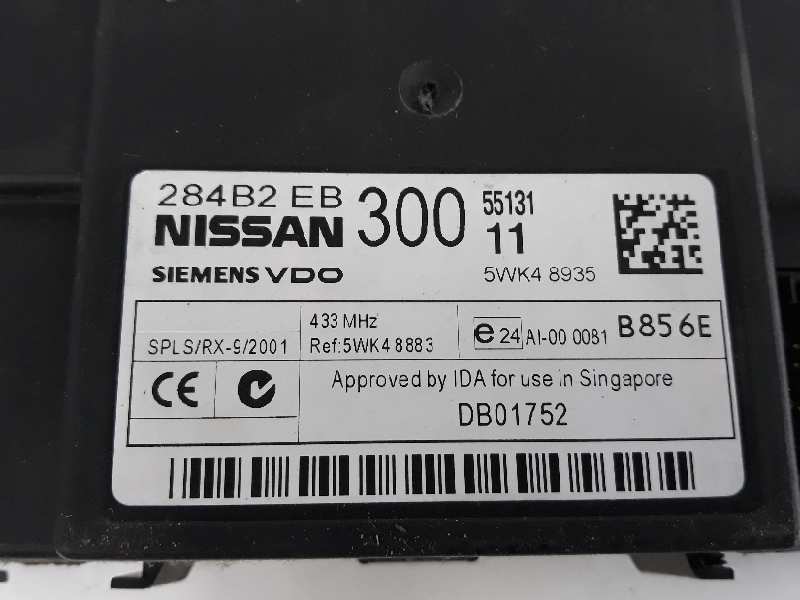 284B2 EB 300 55131
NISSAN 11
SIEMENS VDO 5WK4 8935
433 MHz
SPLS/RX-9/2001 Ref:5WK4 8883 e 24 AI-00 0081 B856E
CE Approved by IDA for use in Singapore
DB01752